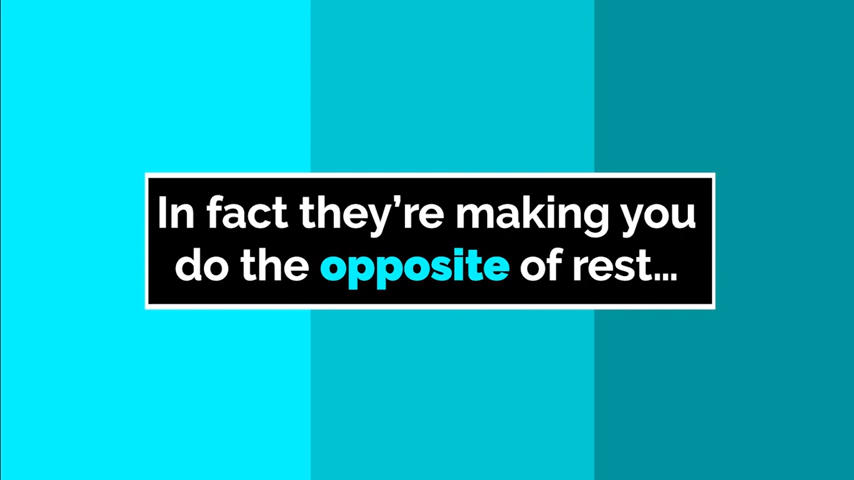 In fact they’re making you
do the opposite of rest…